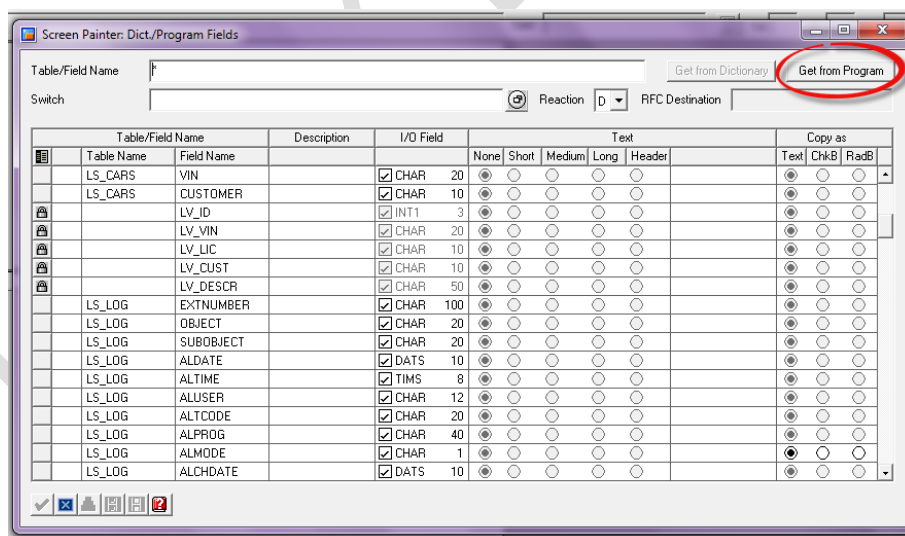 Screen Painter: Dict./Program Fields
Table/Field Name * Get from Dictionary Get from Program
Switch Reaction D RFC Destination
Table/Field Name Description I/O Field Text Copy as
Table Name Field Name None Short Medium Long Header Text ChkB RadB
LS_CARS VIN CHAR 20
LS_CARS CUSTOMER CHAR 10
LV_ID INT1 3
LV_VIN CHAR 20
LV_LIC CHAR 10
LV_CUST CHAR 10
LV_DESCR CHAR 50
LS_LOG EXTNUMBER CHAR 100
LS_LOG OBJECT CHAR 20
LS_LOG SUBOBJECT CHAR 20
LS_LOG ALDATE DATS 10
LS_LOG ALTIME TIMS 8
LS_LOG ALUSER CHAR 12
LS_LOG ALTCODE CHAR 20
LS_LOG ALPROG CHAR 40
LS_LOG ALMODE CHAR 1
LS_LOG ALCHDATE DATS 10